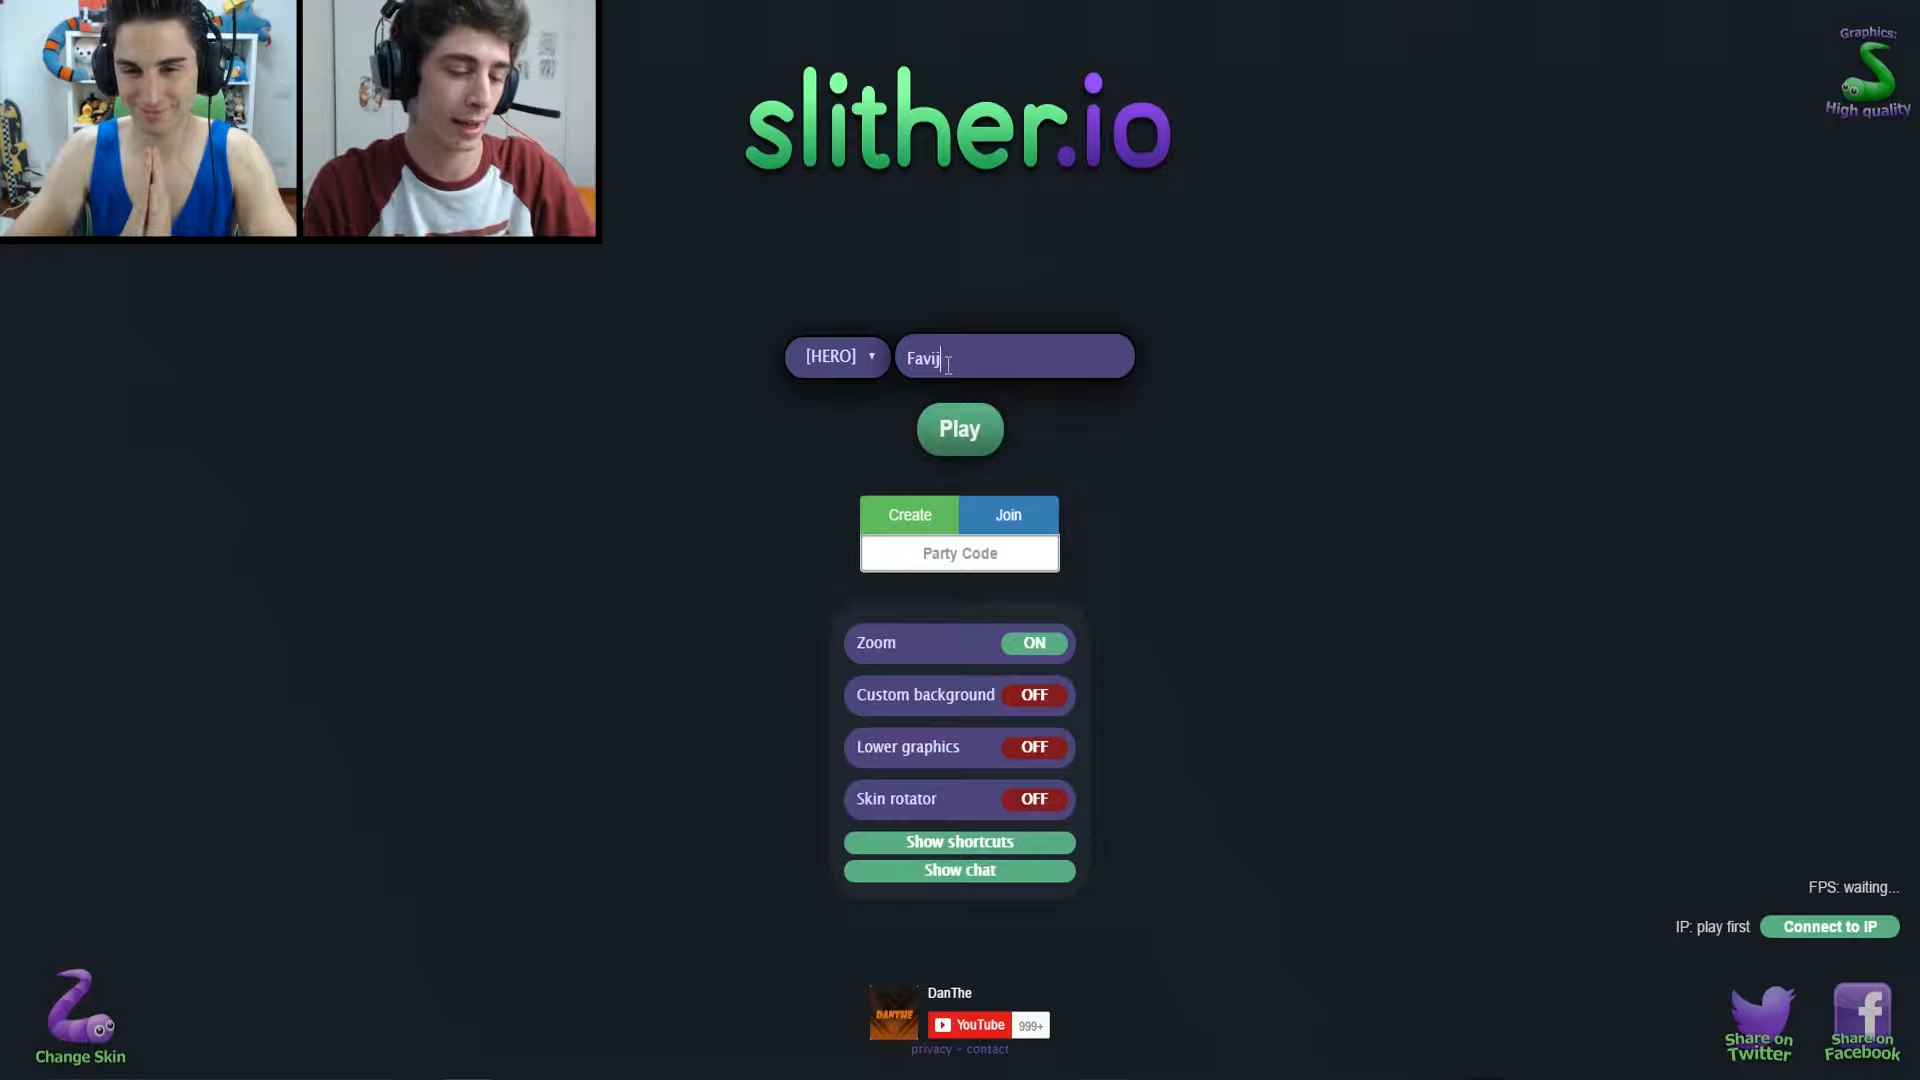 slither.io
Graphics:
High quality
[HERO] ▾
Favij
Play
Create
Join
Party Code
Zoom ON
Custom background OFF
Lower graphics OFF
Skin rotator OFF
Show shortcuts
Show chat
FPS: waiting...
IP: play first
Connect to IP
Change Skin
DANTHE
DanThe
YouTube 999+
privacy - contact
Share on
Twitter
Share on
Facebook